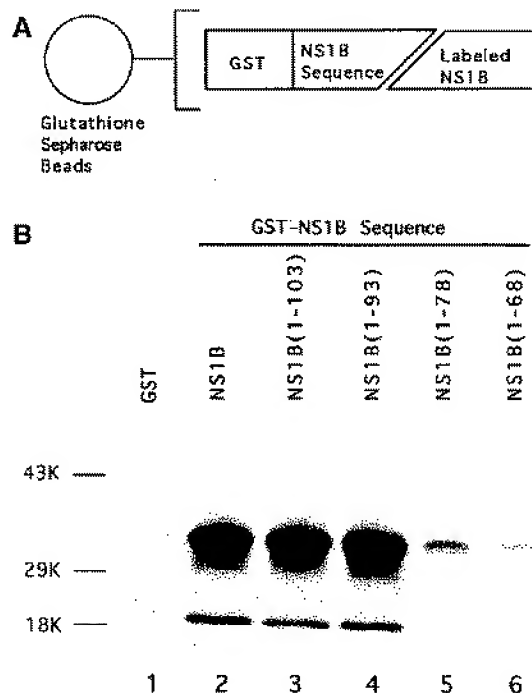 A
GST
NS1B
Sequence
Labeled
NS1B
Glutathione
Sepharose
Beads
B
GST-NS1B Sequence
GST
NS1B
NS1B(1-103)
NS1B(1-93)
NS1B(1-78)
NS1B(1-68)
43K
29K
18K
1 2 3 4 5 6